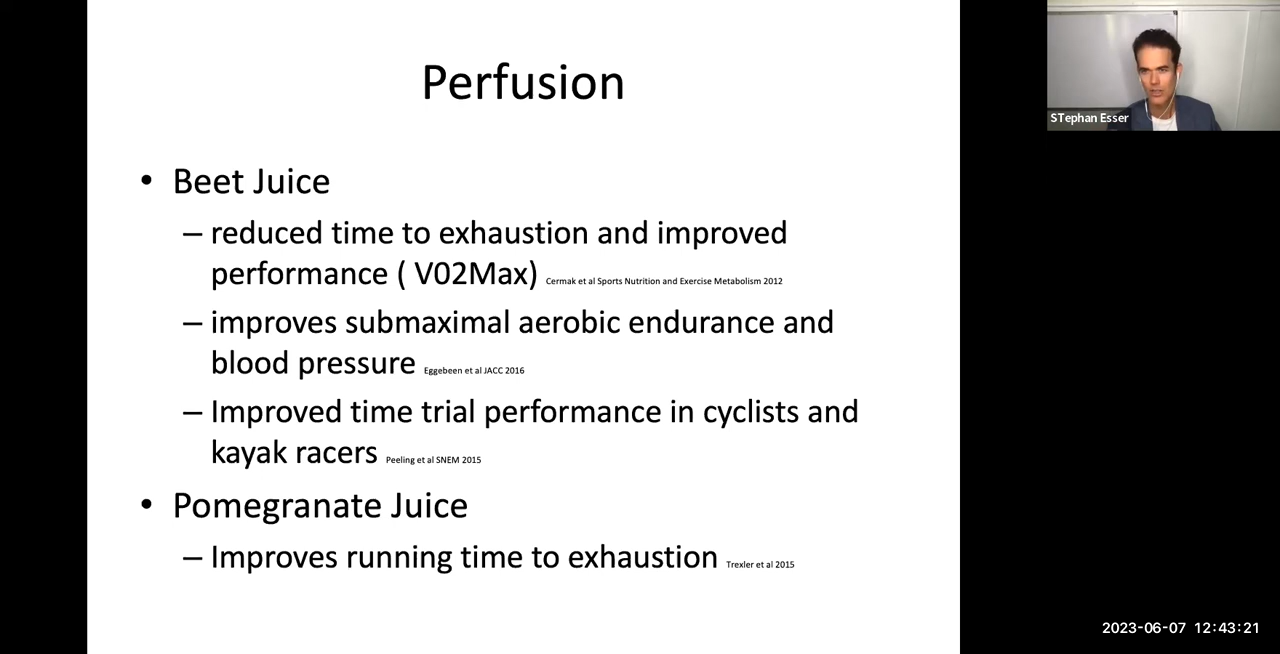 Perfusion
• Beet Juice
– reduced time to exhaustion and improved
performance ( V02Max) Cermak et al Sports Nutrition and Exercise Metabolism 2012
– improves submaximal aerobic endurance and
blood pressure Eggebeen et al JACC 2016
– Improved time trial performance in cyclists and
kayak racers Peeling et al SNEM 2015
• Pomegranate Juice
– Improves running time to exhaustion Trexler et al 2015
STephan Esser
2023-06-07 12:43:21